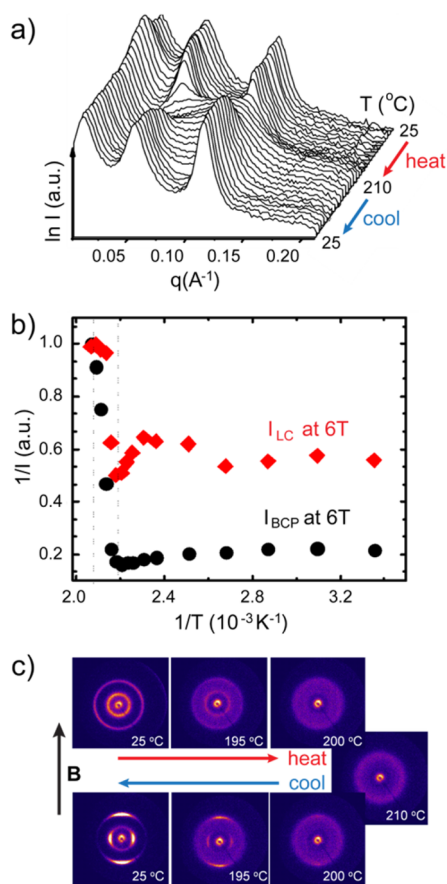 a)
ln I (a.u.)
0.05 0.10 0.15 0.20
q(A⁻¹)
T (°C)
25
heat
210
cool
25
b)
1/I (a.u.)
1.0
0.8
0.6
0.4
0.2
I LC at 6T
I BCP at 6T
2.0 2.4 2.8 3.2
1/T (10⁻³ K⁻¹)
c)
25 °C 195 °C 200 °C
B
heat
cool
210 °C
25 °C 195 °C 200 °C